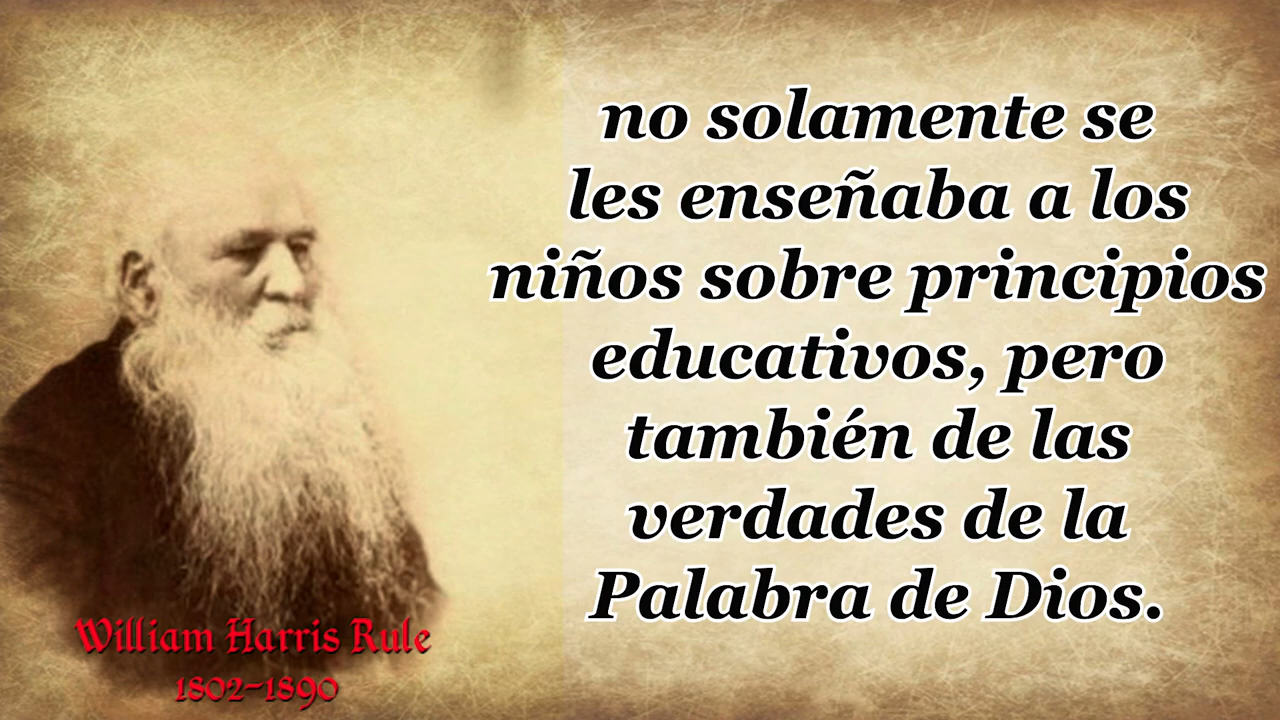 no solamente se
les enseñaba a los
niños sobre principios
educativos, pero
también de las
verdades de la
Palabra de Dios.
William Harris Rule
1802-1890